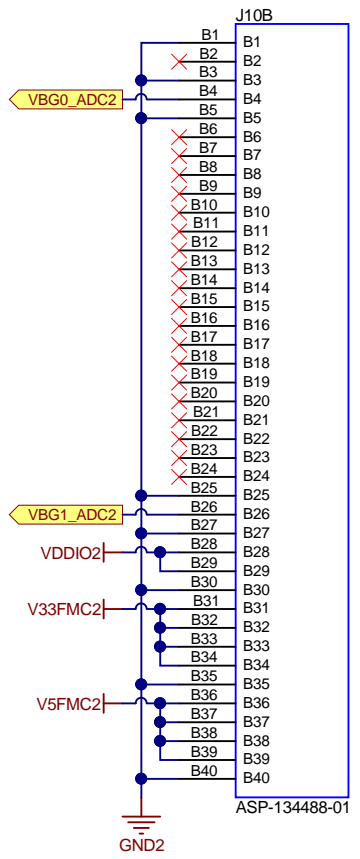 J10B
B1 B1
B2 B2
B3 B3
VBG0_ADC2 B4 B4
B5 B5
B6 B6
B7 B7
B8 B8
B9 B9
B10 B10
B11 B11
B12 B12
B13 B13
B14 B14
B15 B15
B16 B16
B17 B17
B18 B18
B19 B19
B20 B20
B21 B21
B22 B22
B23 B23
B24 B24
B25 B25
VBG1_ADC2 B26 B26
B27 B27
VDDIO2 B28 B28
B29 B29
B30 B30
V33FMC2 B31 B31
B32 B32
B33 B33
B34 B34
B35 B35
V5FMC2 B36 B36
B37 B37
B38 B38
B39 B39
B40 B40
ASP-134488-01
GND2